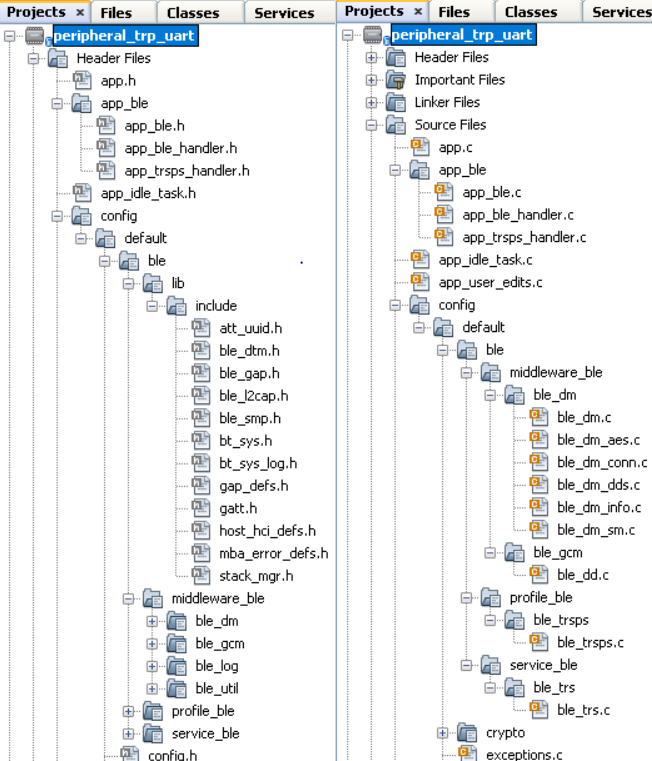 Projects × Files Classes Services
peripheral_trp_uart
Header Files
app.h
app_ble
app_ble.h
app_ble_handler.h
app_trsps_handler.h
app_idle_task.h
config
default
ble
lib
include
att_uuid.h
ble_dtm.h
ble_gap.h
ble_l2cap.h
ble_smp.h
bt_sys.h
bt_sys_log.h
gap_defs.h
gatt.h
host_hci_defs.h
mba_error_defs.h
stack_mgr.h
middleware_ble
ble_dm
ble_gcm
ble_log
ble_util
profile_ble
service_ble
config.h
Projects × Files Classes Services
peripheral_trp_uart
Header Files
Important Files
Linker Files
Source Files
app.c
app_ble
app_ble.c
app_ble_handler.c
app_trsps_handler.c
app_idle_task.c
app_user_edits.c
config
default
ble
middleware_ble
ble_dm
ble_dm.c
ble_dm_aes.c
ble_dm_conn.c
ble_dm_dds.c
ble_dm_info.c
ble_dm_sm.c
ble_gcm
ble_dd.c
profile_ble
ble_trsps
ble_trsps.c
service_ble
ble_trs
ble_trs.c
crypto
exceptions.c